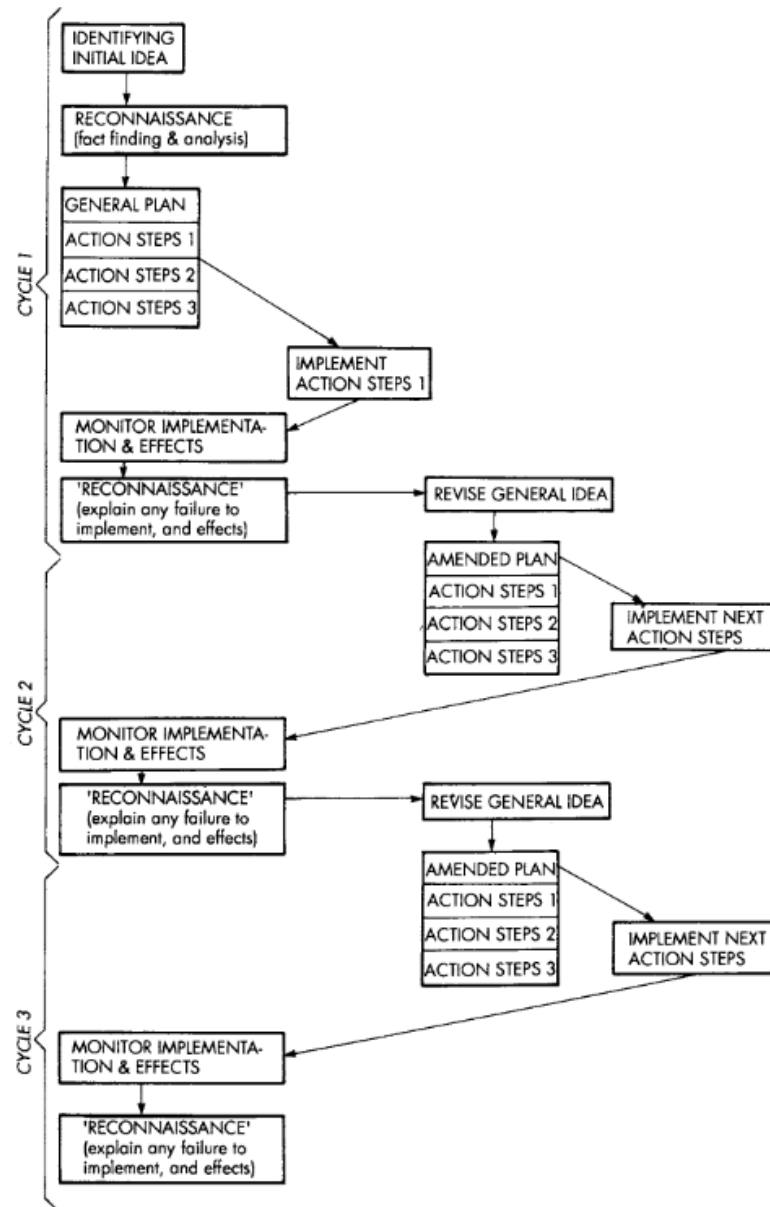 IDENTIFYING
INITIAL IDEA
RECONNAISSANCE
(fact finding & analysis)
GENERAL PLAN
ACTION STEPS 1
ACTION STEPS 2
ACTION STEPS 3
CYCLE 1
IMPLEMENT
ACTION STEPS 1
MONITOR IMPLEMENTA-
TION & EFFECTS
'RECONNAISSANCE'
(explain any failure to
implement, and effects)
REVISE GENERAL IDEA
AMENDED PLAN
ACTION STEPS 1
ACTION STEPS 2
ACTION STEPS 3
IMPLEMENT NEXT
ACTION STEPS
CYCLE 2
MONITOR IMPLEMENTA-
TION & EFFECTS
'RECONNAISSANCE'
(explain any failure to
implement, and effects)
REVISE GENERAL IDEA
AMENDED PLAN
ACTION STEPS 1
ACTION STEPS 2
ACTION STEPS 3
IMPLEMENT NEXT
ACTION STEPS
CYCLE 3
MONITOR IMPLEMENTA-
TION & EFFECTS
'RECONNAISSANCE'
(explain any failure to
implement, and effects)